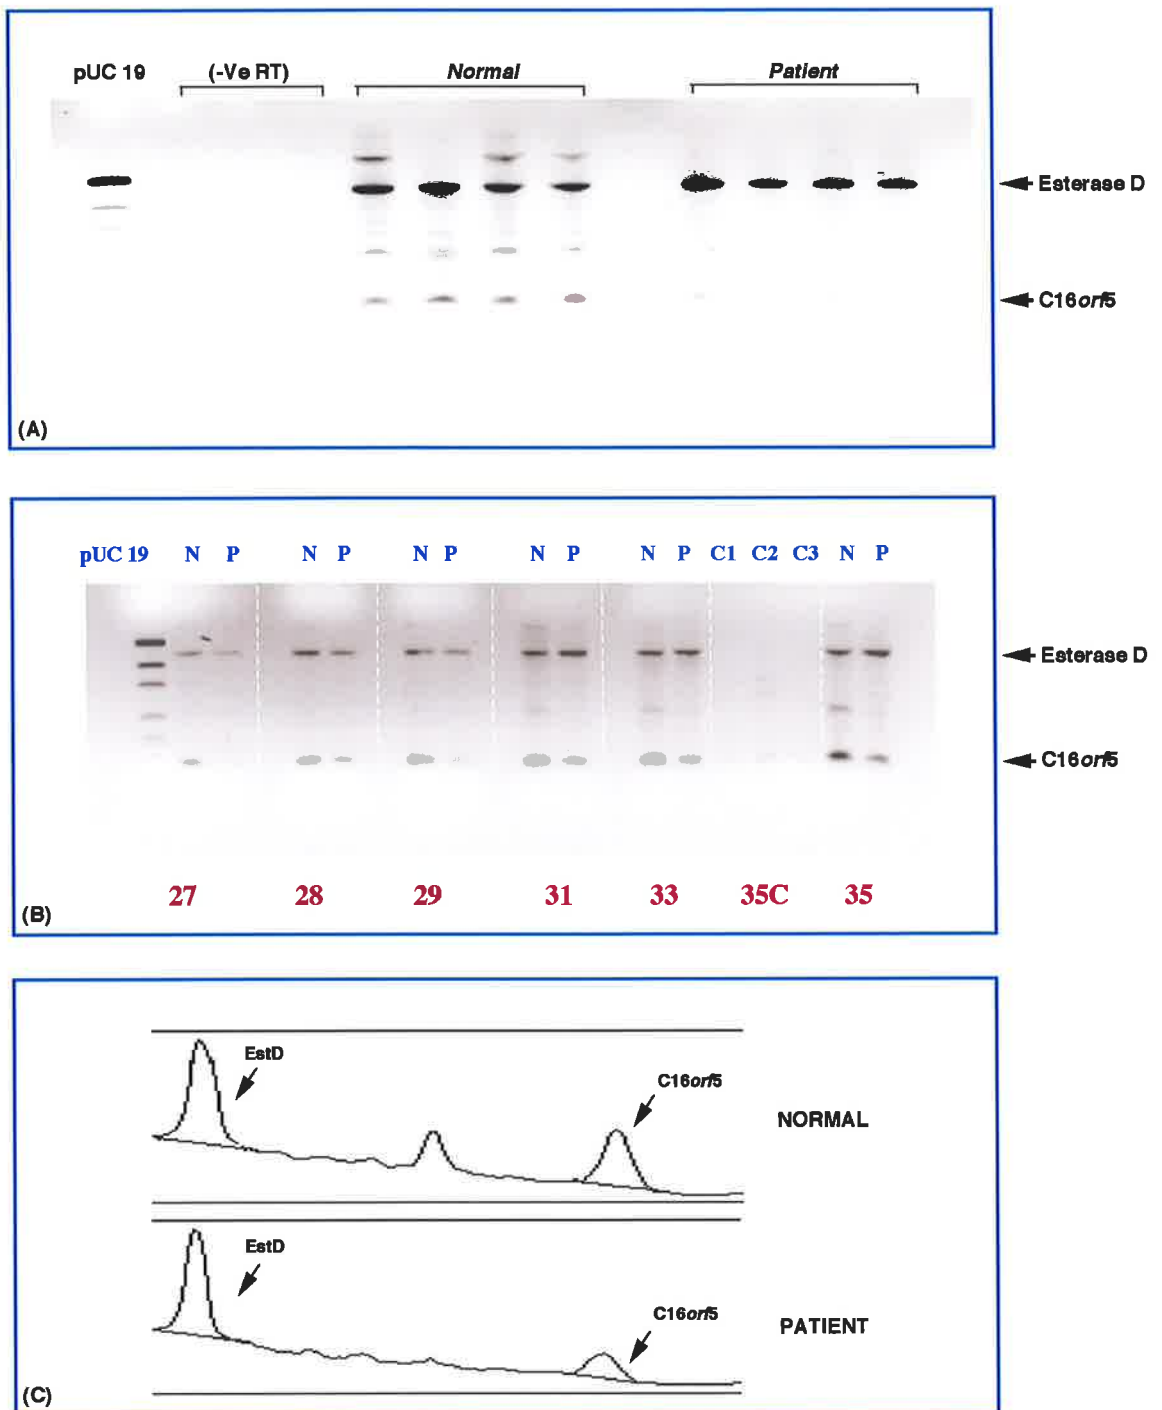 pUC 19 (-Ve RT) Normal Patient
Esterase D
C16orf5
(A)
pUC 19 N P N P N P N P N P C1 C2 C3 N P
Esterase D
C16orf5
27 28 29 31 33 35C 35
(B)
EstD
C16orf5
NORMAL
EstD
C16orf5
PATIENT
(C)